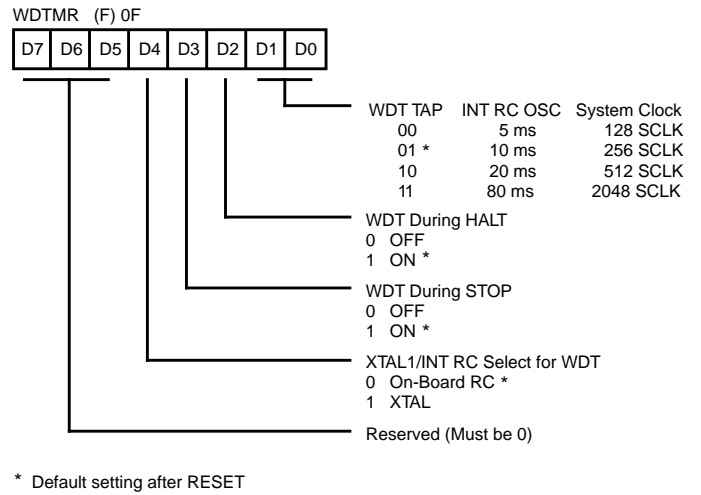 WDTMR (F) 0F
D7 D6 D5 D4 D3 D2 D1 D0
WDT TAP INT RC OSC System Clock
00 5 ms 128 SCLK
01 * 10 ms 256 SCLK
10 20 ms 512 SCLK
11 80 ms 2048 SCLK
WDT During HALT
0 OFF
1 ON *
WDT During STOP
0 OFF
1 ON *
XTAL1/INT RC Select for WDT
0 On-Board RC *
1 XTAL
Reserved (Must be 0)
* Default setting after RESET